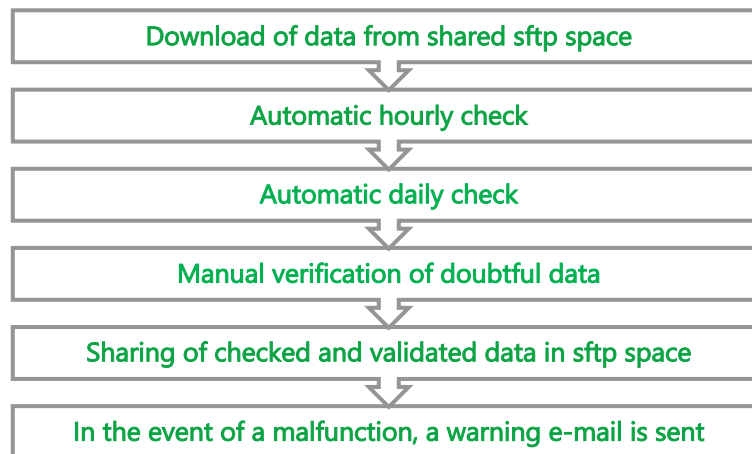 Download of data from shared sftp space
Automatic hourly check
Automatic daily check
Manual verification of doubtful data
Sharing of checked and validated data in sftp space
In the event of a malfunction, a warning e-mail is sent